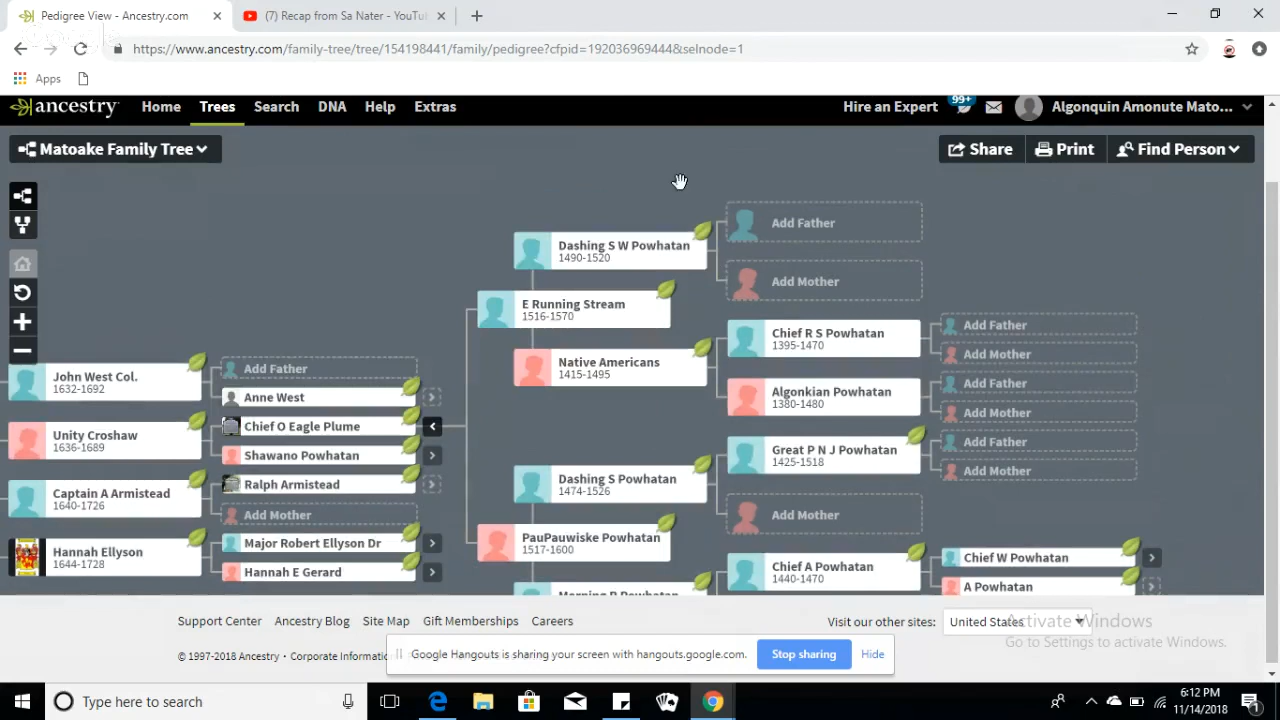 Pedigree View - Ancestry.com
(7) Recap from Sa Nater - YouTu
https://www.ancestry.com/family-tree/tree/154198441/family/pedigree?cfpid=192036969444&selnode=1
Apps
ancestry
Home
Trees
Search
DNA
Help
Extras
Hire an Expert
99+
Algonquin Amonute Mato...
Matoake Family Tree
Share
Print
Find Person
Add Father
Dashing S W Powhatan
1490-1520
Add Mother
E Running Stream
1516-1570
Chief R S Powhatan
1395-1470
Add Father
Add Mother
Native Americans
1415-1495
John West Col.
1632-1692
Add Father
Anne West
Algonkian Powhatan
1380-1480
Add Father
Add Mother
Unity Croshaw
1636-1689
Chief O Eagle Plume
Shawano Powhatan
Great P N J Powhatan
1425-1518
Add Father
Add Mother
Captain A Armistead
1640-1726
Ralph Armistead
Add Mother
Dashing S Powhatan
1474-1526
Add Mother
PauPauwiske Powhatan
1517-1600
Hannah Ellyson
1644-1728
Major Robert Ellyson Dr
Hannah E Gerard
Chief A Powhatan
1440-1470
Chief W Powhatan
A Powhatan
Morning R Powhatan
Support Center
Ancestry Blog
Site Map
Gift Memberships
Careers
Visit our other sites:
United States
Activate Windows
Go to Settings to activate Windows.
© 1997-2018 Ancestry • Corporate Informatic
Google Hangouts is sharing your screen with hangouts.google.com.
Stop sharing
Hide
Type here to search
6:12 PM
11/14/2018
1